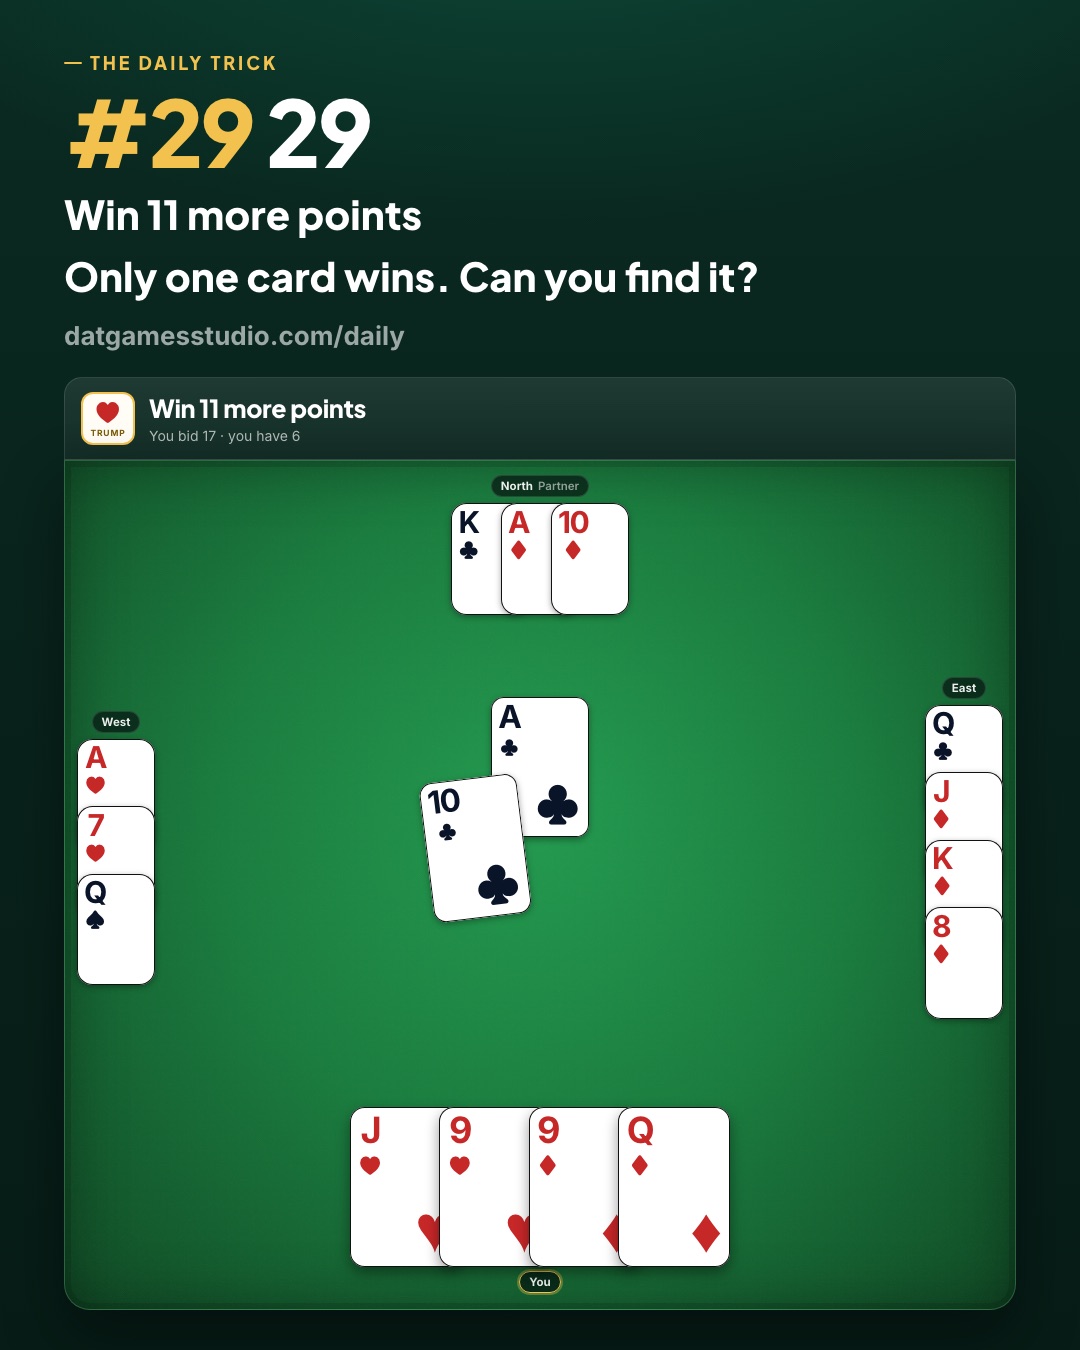 — THE DAILY TRICK
#29 29
Win 11 more points
Only one card wins. Can you find it?
datgamesstudio.com/daily
TRUMP
Win 11 more points
You bid 17 · you have 6
North Partner
K A 10
West
A
7
Q
A
10
East
Q
J
K
8
J 9 9 Q
You